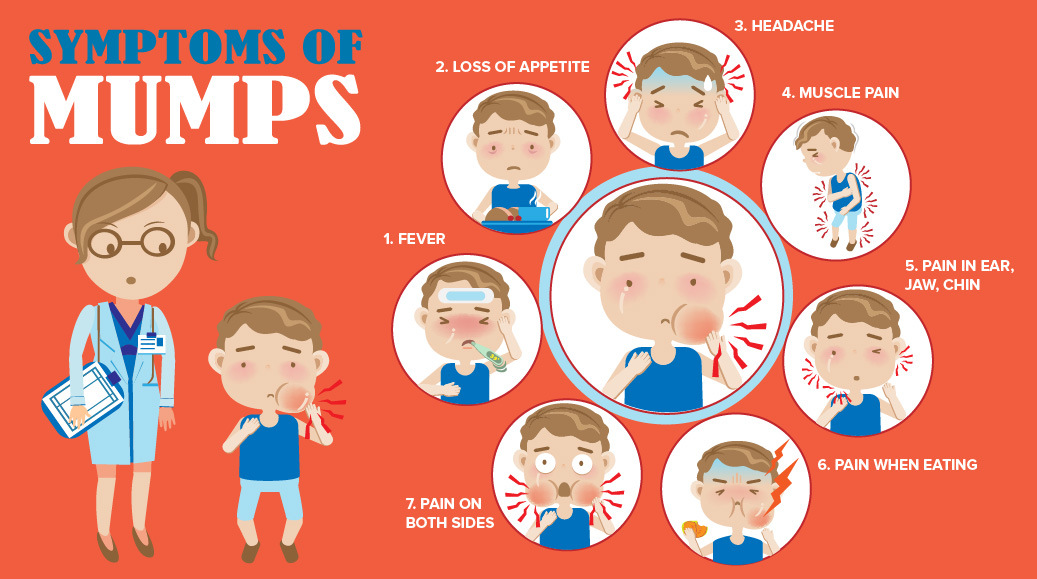 SYMPTOMS OF
MUMPS
1. FEVER
2. LOSS OF APPETITE
3. HEADACHE
4. MUSCLE PAIN
5. PAIN IN EAR,
JAW, CHIN
6. PAIN WHEN EATING
7. PAIN ON
BOTH SIDES